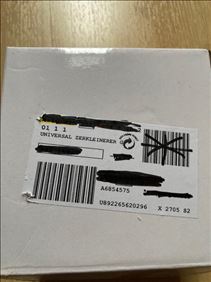 01 1 1
UNIVERSAL ZERKLEINERER G
A6854575
UB92265620296
X 2705 82